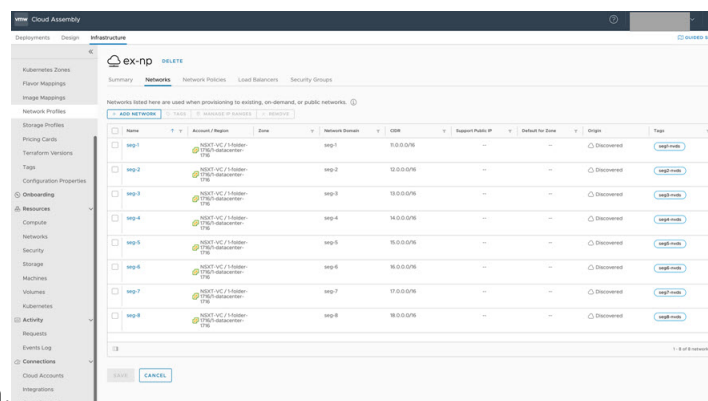 vmw Cloud Assembly
Deployments Design Infrastructure GUIDED
ex-np DELETE
Kubernetes Zones
Flavor Mappings
Image Mappings
Network Profiles
Storage Profiles
Pricing Cards
Terraform Versions
Tags
Configuration Properties
Onboarding
Resources
Compute
Networks
Security
Storage
Machines
Volumes
Kubernetes
Activity
Requests
Events Log
Connections
Cloud Accounts
Integrations
Summary Networks Network Policies Load Balancers Security Groups
Networks listed here are used when provisioning to existing, on-demand, or public networks.
+ ADD NETWORK TAGS MANAGE IP RANGES × REMOVE
Name Account / Region Zone Network Domain CIDR Support Public IP Default for Zone Origin Tags
seg-1 NSXT-VC / 1-folder- seg-1 11.0.0.0/16 -- -- Discovered seg1-nvds
1716/1-datacenter-
1716
seg-2 NSXT-VC / 1-folder- seg-2 12.0.0.0/16 -- -- Discovered seg2-nvds
1716/1-datacenter-
1716
seg-3 NSXT-VC / 1-folder- seg-3 13.0.0.0/16 -- -- Discovered seg3-nvds
1716/1-datacenter-
1716
seg-4 NSXT-VC / 1-folder- seg-4 14.0.0.0/16 -- -- Discovered seg4-nvds
1716/1-datacenter-
1716
seg-5 NSXT-VC / 1-folder- seg-5 15.0.0.0/16 -- -- Discovered seg5-nvds
1716/1-datacenter-
1716
seg-6 NSXT-VC / 1-folder- seg-6 16.0.0.0/16 -- -- Discovered seg6-nvds
1716/1-datacenter-
1716
seg-7 NSXT-VC / 1-folder- seg-7 17.0.0.0/16 -- -- Discovered seg7-nvds
1716/1-datacenter-
1716
seg-8 NSXT-VC / 1-folder- seg-8 18.0.0.0/16 -- -- Discovered seg8-nvds
1716/1-datacenter-
1716
1 - 8 of 8 network
SAVE CANCEL